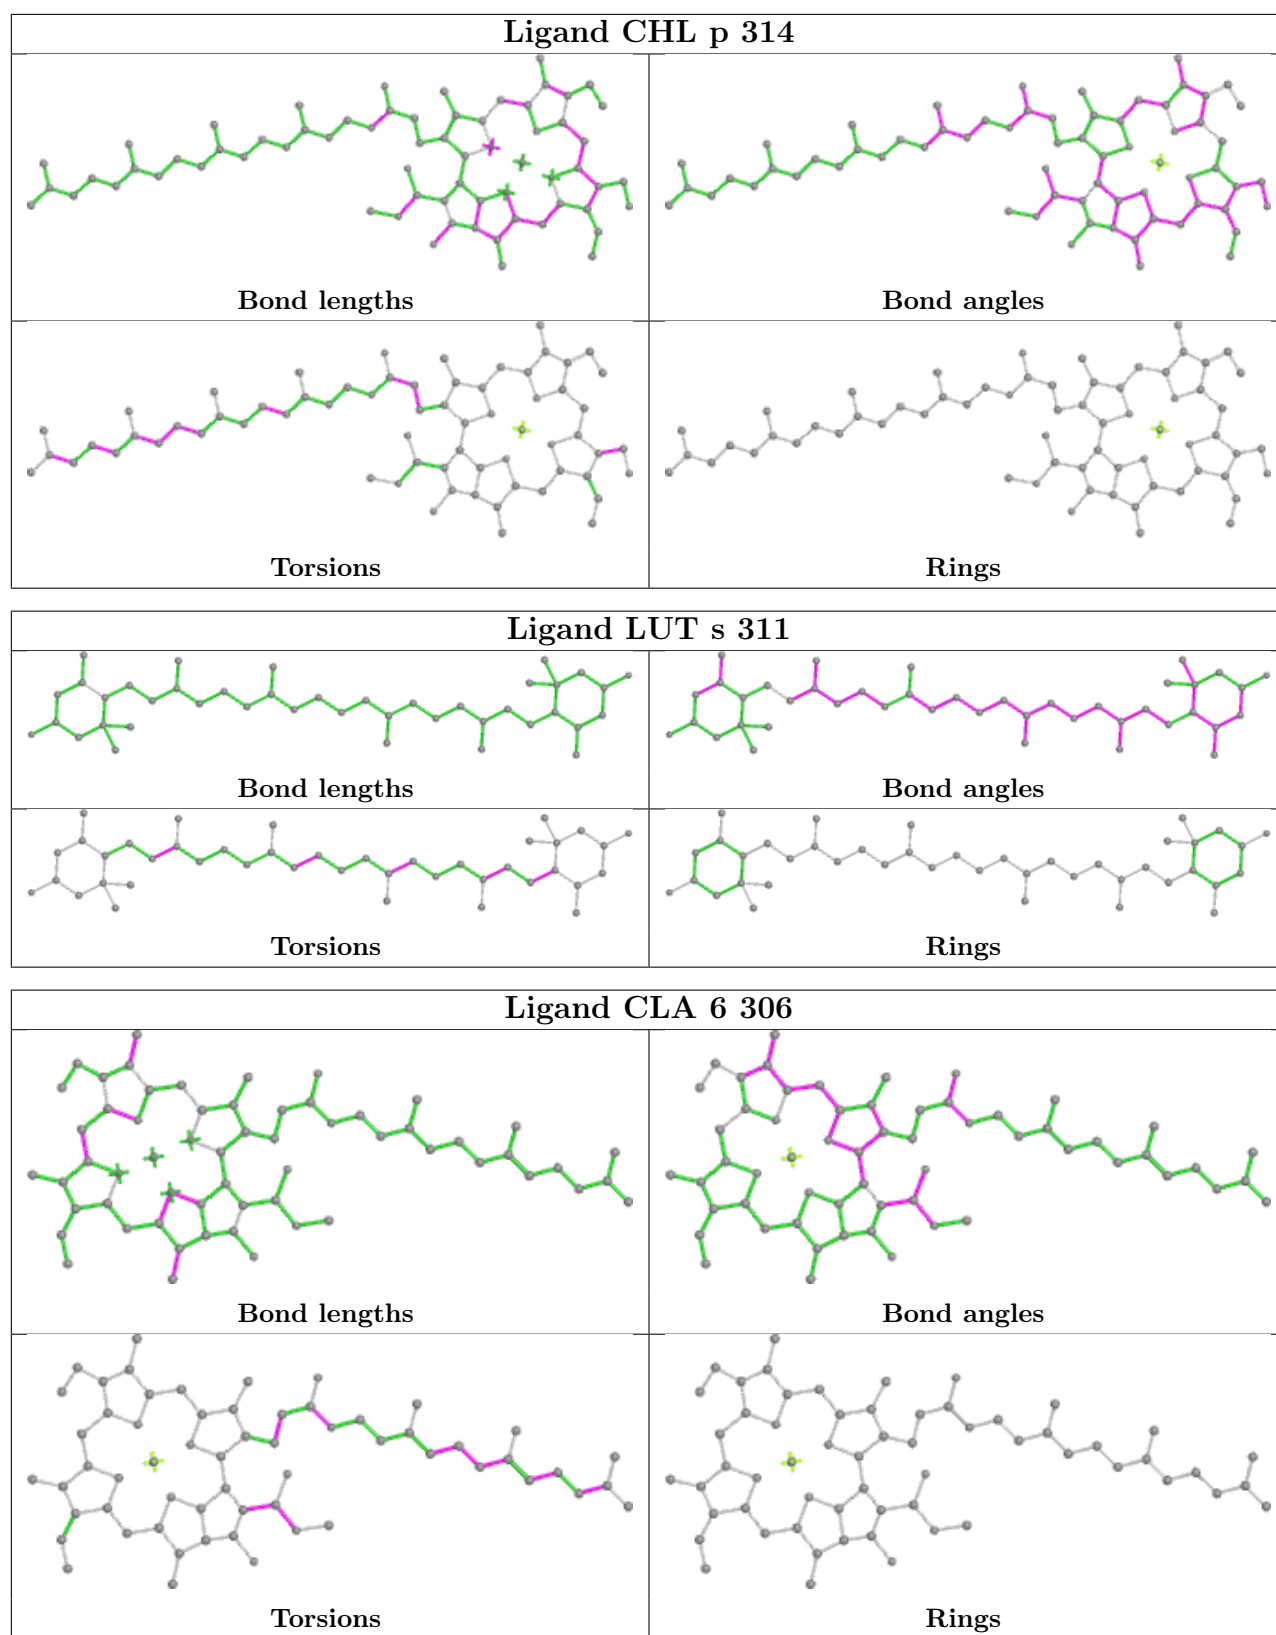 Ligand CHL p 314
Bond lengths
Bond angles
Torsions
Rings
Ligand LUT s 311
Bond lengths
Bond angles
Torsions
Rings
Ligand CLA 6 306
Bond lengths
Bond angles
Torsions
Rings